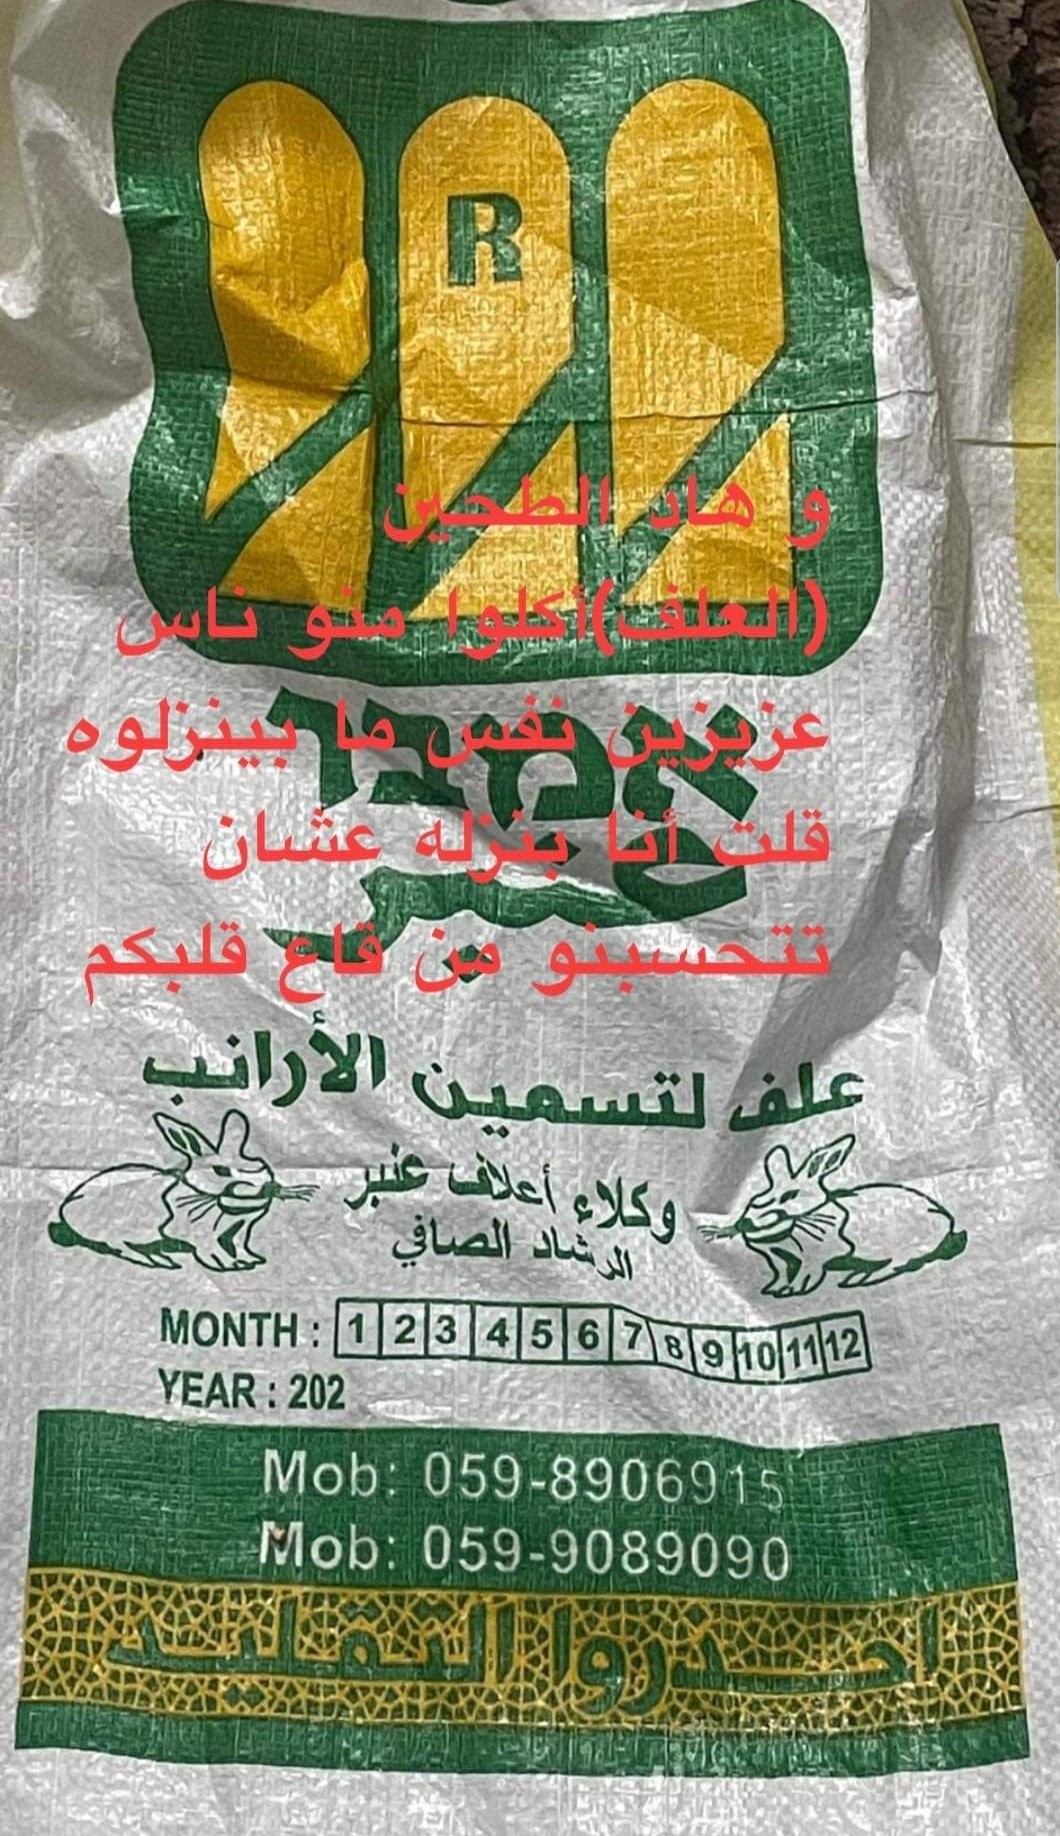 R
و هاد الطحين
(العلف)أكلوا منو ناس
عزيزين نفس ما بينزلوه
قلت أنا بنزله عشان
تتحسبنو من قاع قلبكم
אמבר
عنبر
علف لتسمين الأرانب
وكلاء أعلاف عنبر
الرشاد الصافي
MONTH : 1 2 3 4 5 6 7 8 9 10 11 12
YEAR : 202
Mob: 059-8906915
Mob: 059-9089090
احذروا التقليد